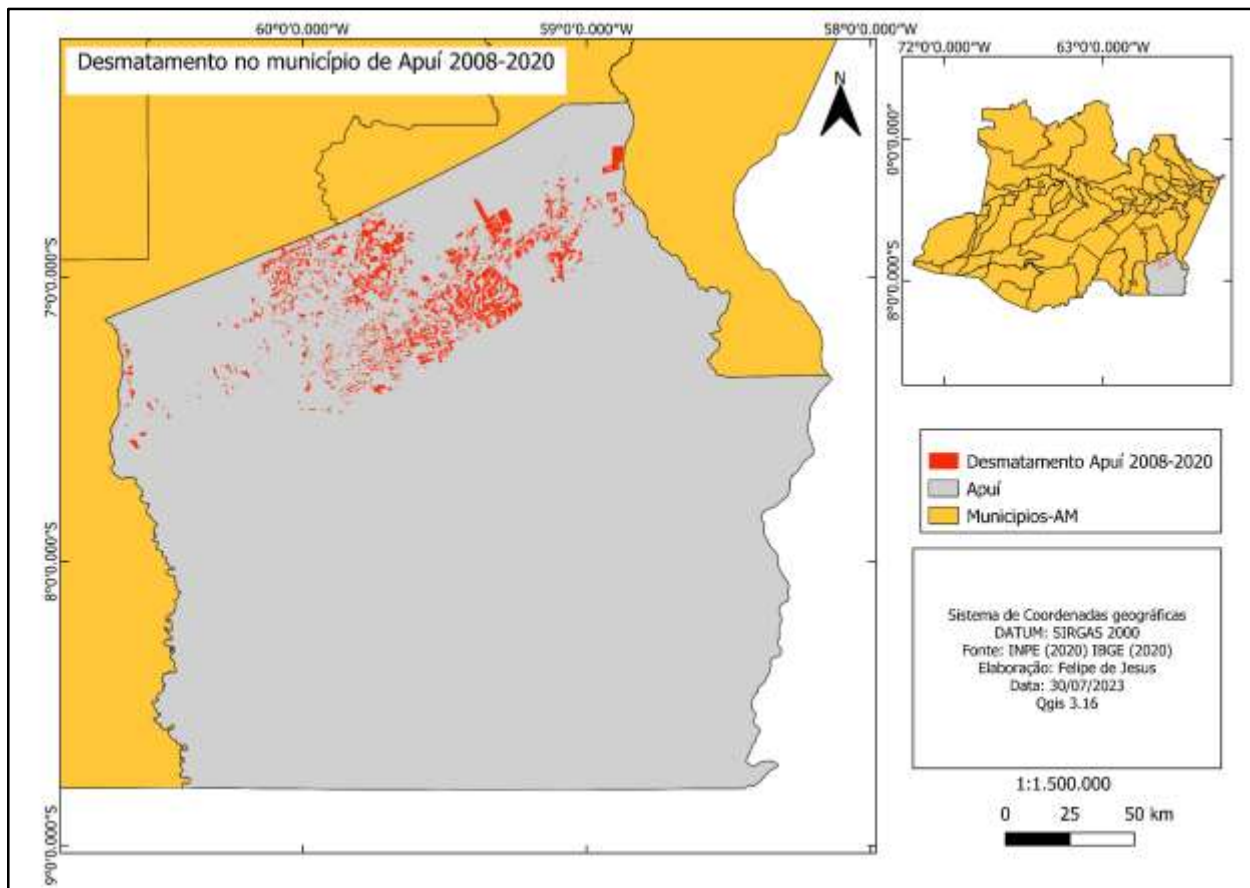 60°0'0.000"W
59°0'0.000"W
58°0'0.000"W
Desmatamento no município de Apuí 2008-2020
N
7°0'0.000"S
8°0'0.000"S
9°0'0.000"S
72°0'0.000"W
63°0'0.000"W
0°0'0.000"
8°0'0.000"S
Desmatamento Apuí 2008-2020
Apuí
Municipios-AM
Sistema de Coordenadas geográficas
DATUM: SIRGAS 2000
Fonte: INPE (2020) IBGE (2020)
Elaboração: Felipe de Jesus
Data: 30/07/2023
Qgis 3.16
1:1.500.000
0 25 50 km